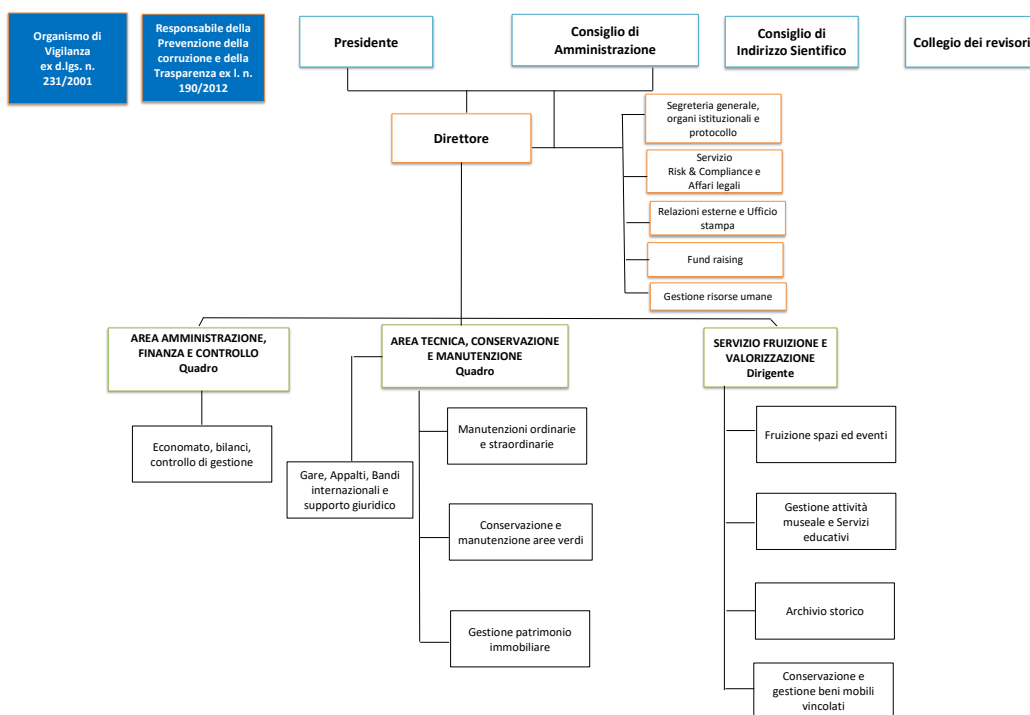 Organismo di
Vigilanza
ex d.lgs. n.
231/2001
Responsabile della
Prevenzione della
corruzione e della
Trasparenza ex l. n.
190/2012
Presidente
Consiglio di
Amministrazione
Consiglio di
Indirizzo Sientifico
Collegio dei revisori
Direttore
Segreteria generale,
organi istituzionali e
protocollo
Servizio
Risk & Compliance e
Affari legali
Relazioni esterne e Ufficio
stampa
Fund raising
Gestione risorse umane
AREA AMMINISTRAZIONE,
FINANZA E CONTROLLO
Quadro
AREA TECNICA, CONSERVAZIONE
E MANUTENZIONE
Quadro
SERVIZIO FRUIZIONE E
VALORIZZAZIONE
Dirigente
Economato, bilanci,
controllo di gestione
Gare, Appalti, Bandi
internazionali e
supporto giuridico
Manutenzioni ordinarie
e straordinarie
Conservazione e
manutenzione aree verdi
Gestione patrimonio
immobiliare
Fruizione spazi ed eventi
Gestione attività
museale e Servizi
educativi
Archivio storico
Conservazione e
gestione beni mobili
vincolati